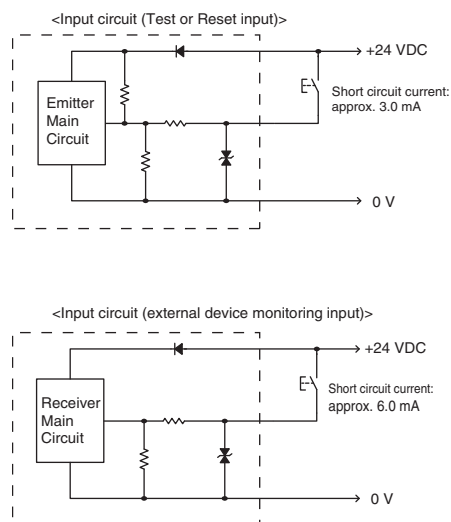 <Input circuit (Test or Reset input)>
+24 VDC
Emitter
Main
Circuit
Short circuit current:
approx. 3.0 mA
0 V
<Input circuit (external device monitoring input)>
+24 VDC
Receiver
Main
Circuit
Short circuit current:
approx. 6.0 mA
0 V